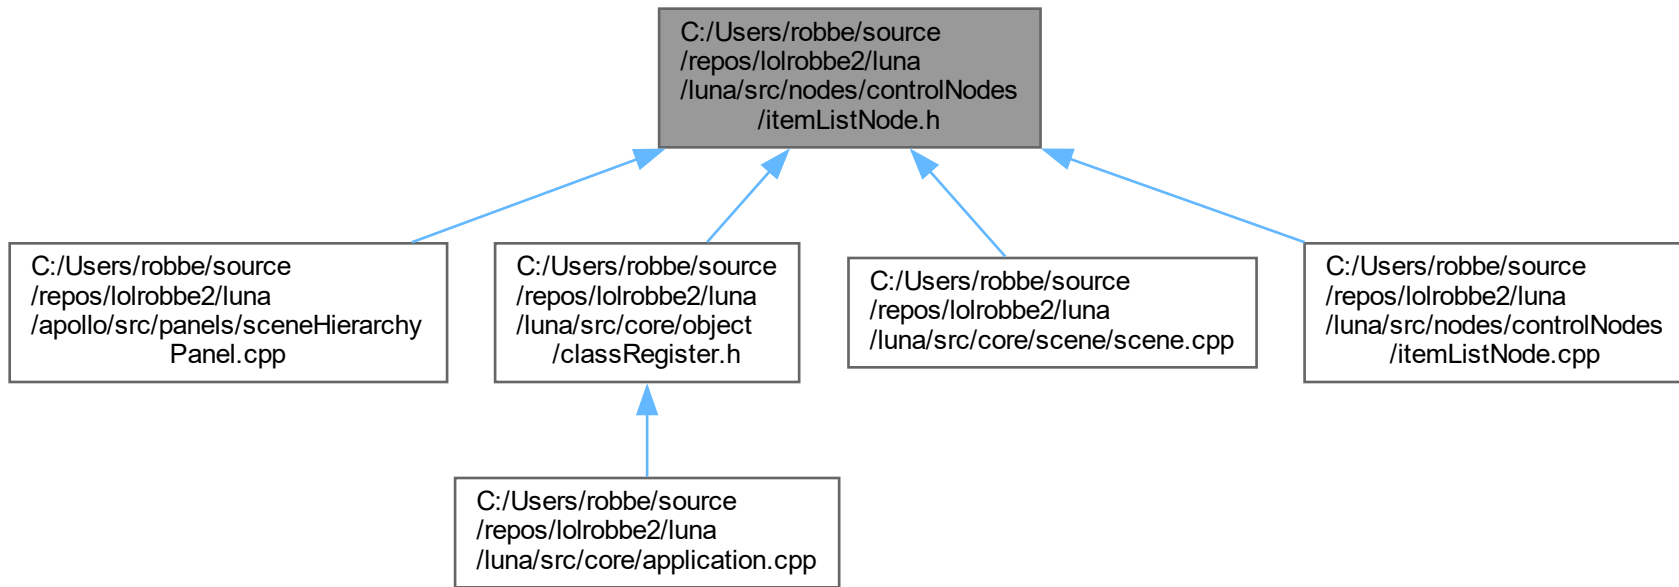 C:/Users/robbe/source
/repos/lolrobbe2/luna
/luna/src/nodes/controlNodes
/itemListNode.h
C:/Users/robbe/source
/repos/lolrobbe2/luna
/apollo/src/panels/sceneHierarchy
Panel.cpp
C:/Users/robbe/source
/repos/lolrobbe2/luna
/luna/src/core/object
/classRegister.h
C:/Users/robbe/source
/repos/lolrobbe2/luna
/luna/src/core/scene/scene.cpp
C:/Users/robbe/source
/repos/lolrobbe2/luna
/luna/src/nodes/controlNodes
/itemListNode.cpp
C:/Users/robbe/source
/repos/lolrobbe2/luna
/luna/src/core/application.cpp